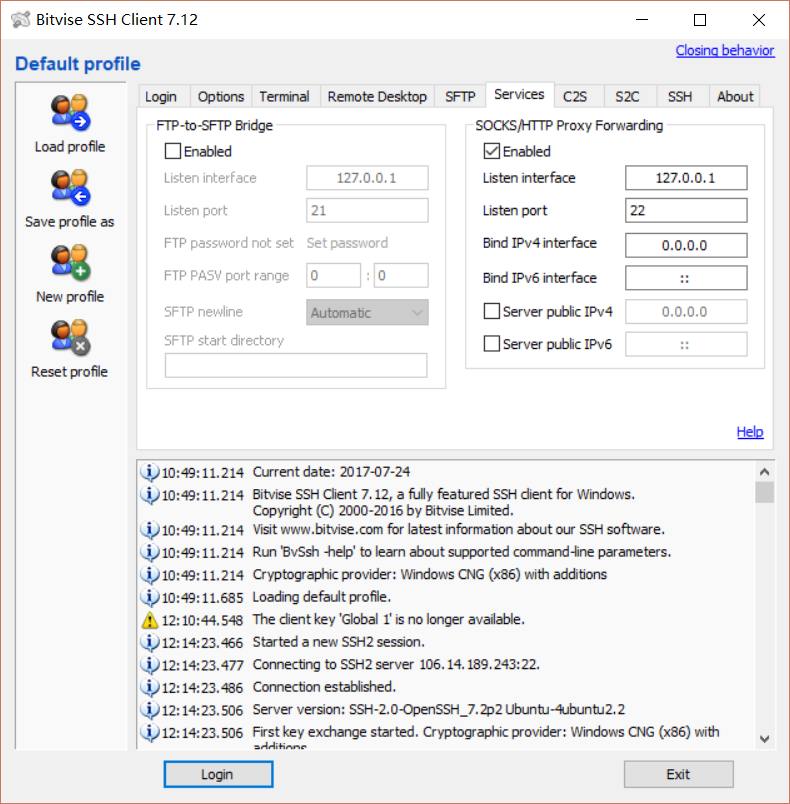 Bitvise SSH Client 7.12
Closing behavior
Default profile
Load profile
Save profile as
New profile
Reset profile
Login Options Terminal Remote Desktop SFTP Services C2S S2C SSH About
FTP-to-SFTP Bridge
Enabled
Listen interface 127.0.0.1
Listen port 21
FTP password not set Set password
FTP PASV port range 0 : 0
SFTP newline Automatic
SFTP start directory
SOCKS/HTTP Proxy Forwarding
Enabled
Listen interface 127.0.0.1
Listen port 22
Bind IPv4 interface 0.0.0.0
Bind IPv6 interface ::
Server public IPv4 0.0.0.0
Server public IPv6 ::
Help
10:49:11.214 Current date: 2017-07-24
10:49:11.214 Bitvise SSH Client 7.12, a fully featured SSH client for Windows.
Copyright (C) 2000-2016 by Bitvise Limited.
10:49:11.214 Visit www.bitvise.com for latest information about our SSH software.
10:49:11.214 Run 'BvSsh -help' to learn about supported command-line parameters.
10:49:11.214 Cryptographic provider: Windows CNG (x86) with additions
10:49:11.685 Loading default profile.
12:10:44.548 The client key 'Global 1' is no longer available.
12:14:23.466 Started a new SSH2 session.
12:14:23.477 Connecting to SSH2 server 106.14.189.243:22.
12:14:23.486 Connection established.
12:14:23.506 Server version: SSH-2.0-OpenSSH_7.2p2 Ubuntu-4ubuntu2.2
12:14:23.506 First key exchange started. Cryptographic provider: Windows CNG (x86) with
additions
Login
Exit